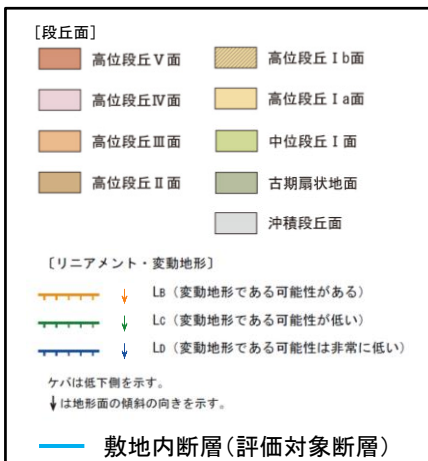 [段丘面]
高位段丘Ⅴ面
高位段丘Ⅳ面
高位段丘Ⅲ面
高位段丘Ⅱ面
高位段丘Ⅰb面
高位段丘Ⅰa面
中位段丘Ⅰ面
古期扇状地面
沖積段丘面
〔リニアメント・変動地形〕
LB（変動地形である可能性がある）
LC（変動地形である可能性が低い）
LD（変動地形である可能性は非常に低い）
ケバは低下側を示す。
↓は地形面の傾斜の向きを示す。
敷地内断層(評価対象断層)